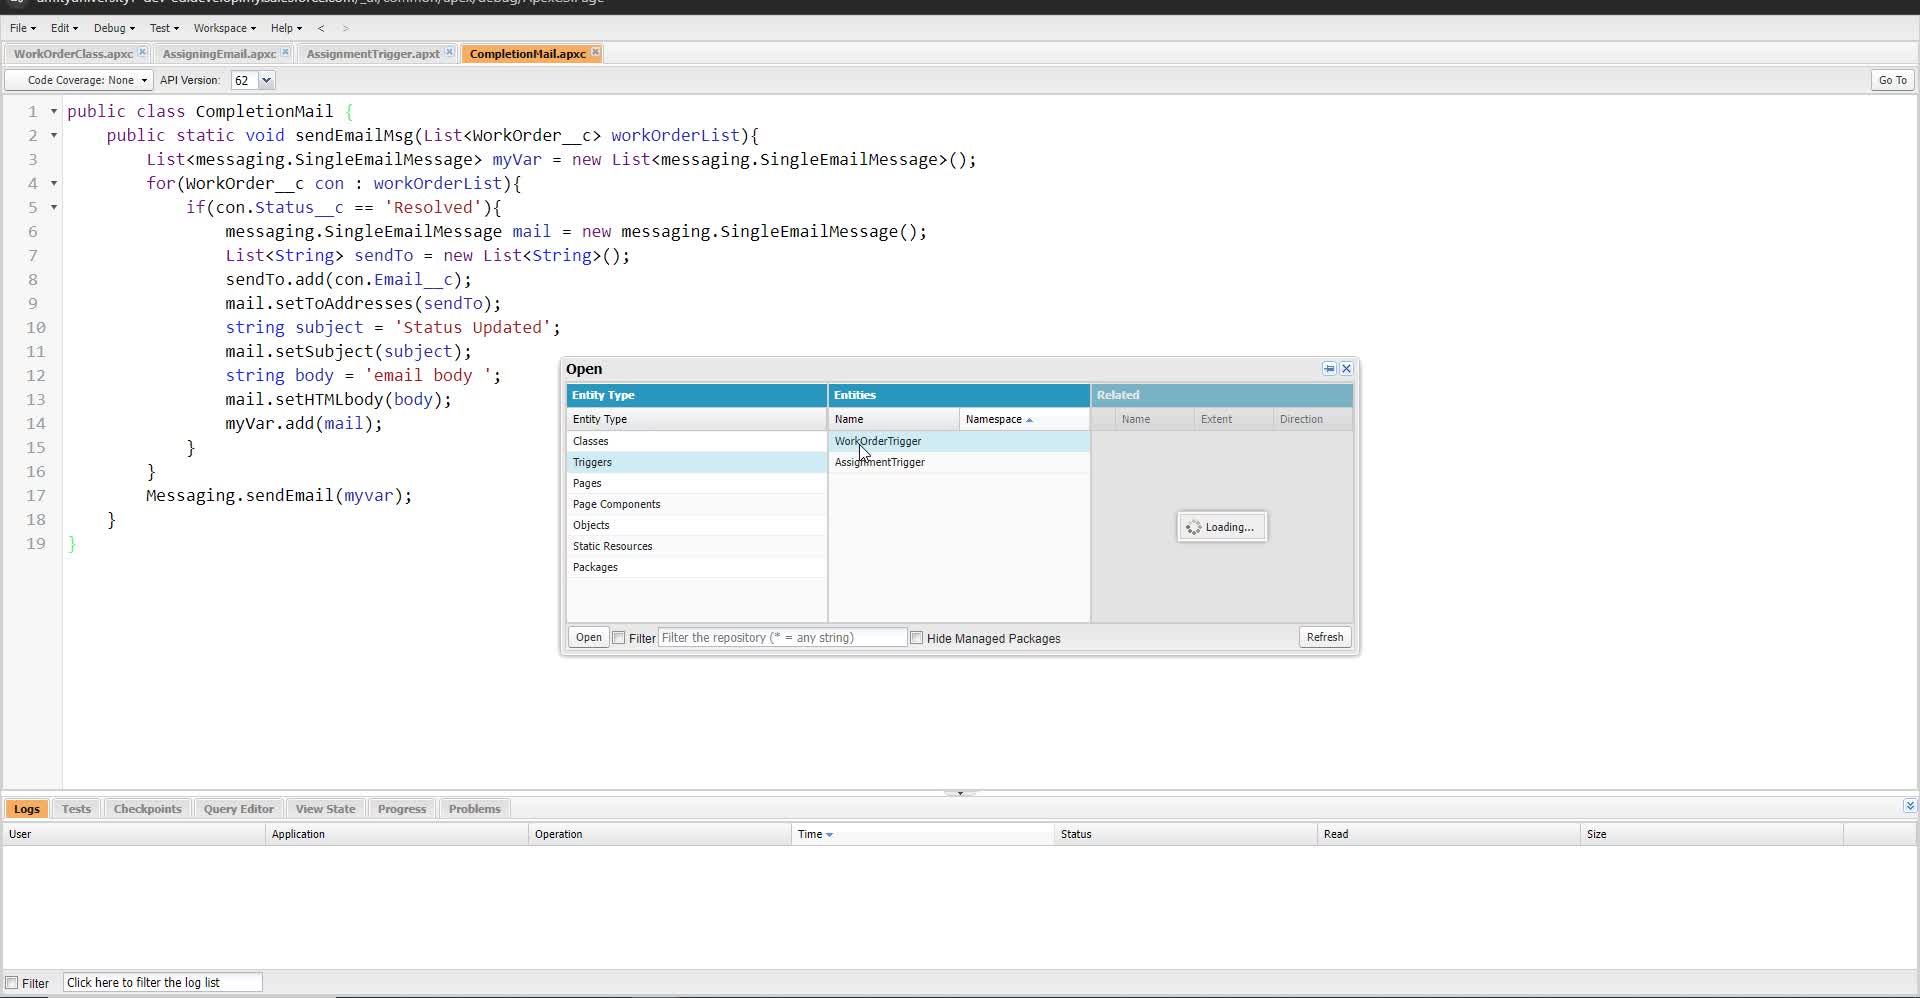 File Edit Debug Test Workspace Help < >
WorkOrderClass.apxc AssigningEmail.apxc AssignmentTrigger.apxt CompletionMail.apxc
Code Coverage: None API Version: 62 Go To
1 public class CompletionMail {
2 public static void sendEmailMsg(List<WorkOrder__c> workOrderList){
3 List<messaging.SingleEmailMessage> myVar = new List<messaging.SingleEmailMessage>();
4 for(WorkOrder__c con : workOrderList){
5 if(con.Status__c == 'Resolved'){
6 messaging.SingleEmailMessage mail = new messaging.SingleEmailMessage();
7 List<String> sendTo = new List<String>();
8 sendTo.add(con.Email__c);
9 mail.setToAddresses(sendTo);
10 string subject = 'Status Updated';
11 mail.setSubject(subject);
12 string body = 'email body ';
13 mail.setHTMLbody(body);
14 myVar.add(mail);
15 }
16 }
17 Messaging.sendEmail(myvar);
18 }
19 }
Open
Entity Type Entities Related
Entity Type Name Namespace Name Extent Direction
Classes WorkOrderTrigger
Triggers AssignmentTrigger
Pages
Page Components
Objects Loading...
Static Resources
Packages
Open Filter Filter the repository (* = any string) Hide Managed Packages Refresh
Logs Tests Checkpoints Query Editor View State Progress Problems
User Application Operation Time Status Read Size
Filter Click here to filter the log list